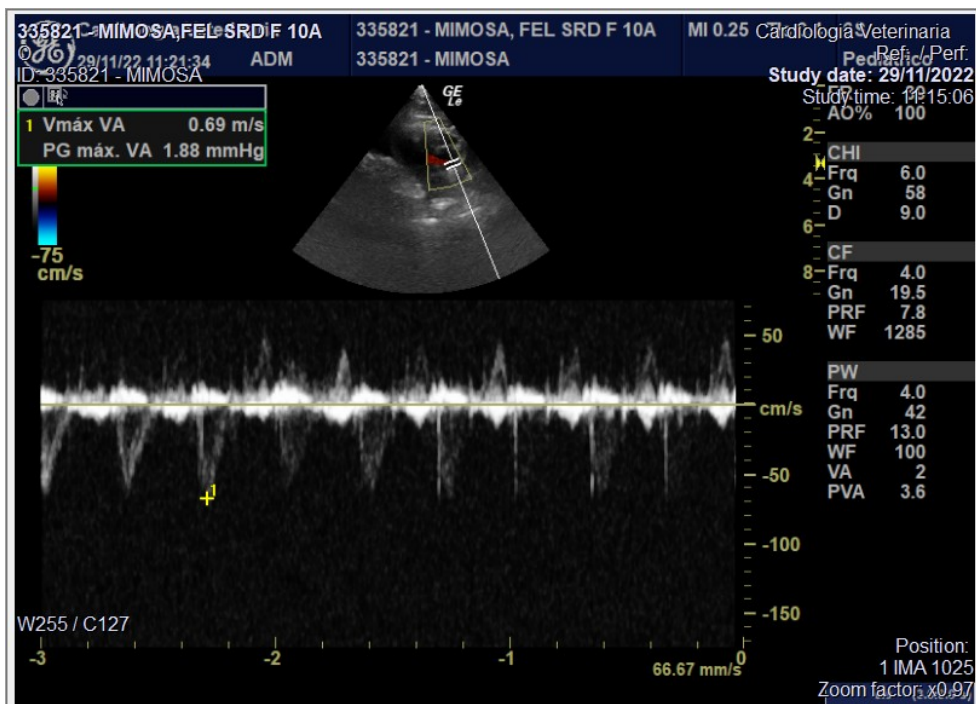 335821 - MIMOSA,FEL SRD F 10A
335821 - MIMOSA, FEL SRD F 10A
MI 0.25
Cardiologia Veterinaria
GE
29/11/22 11:21:34
ADM
335821 - MIMOSA
Ref.: / Perf:
ID: 335821 - MIMOSA
Study date: 29/11/2022
Study time: 11:15:06
1 Vmáx VA 0.69 m/s
PG máx. VA 1.88 mmHg
-75
cm/s
GE
Le
2
4
6
8
AO% 100
CHI
Frq 6.0
Gn 58
D 9.0
CF
Frq 4.0
Gn 19.5
PRF 7.8
WF 1285
PW
Frq 4.0
Gn 42
PRF 13.0
WF 100
VA 2
PVA 3.6
50
cm/s
-50
-100
-150
1
W255 / C127
-3
-2
-1
0
66.67 mm/s
Position:
1 IMA 1025
Zoom factor: x0.97